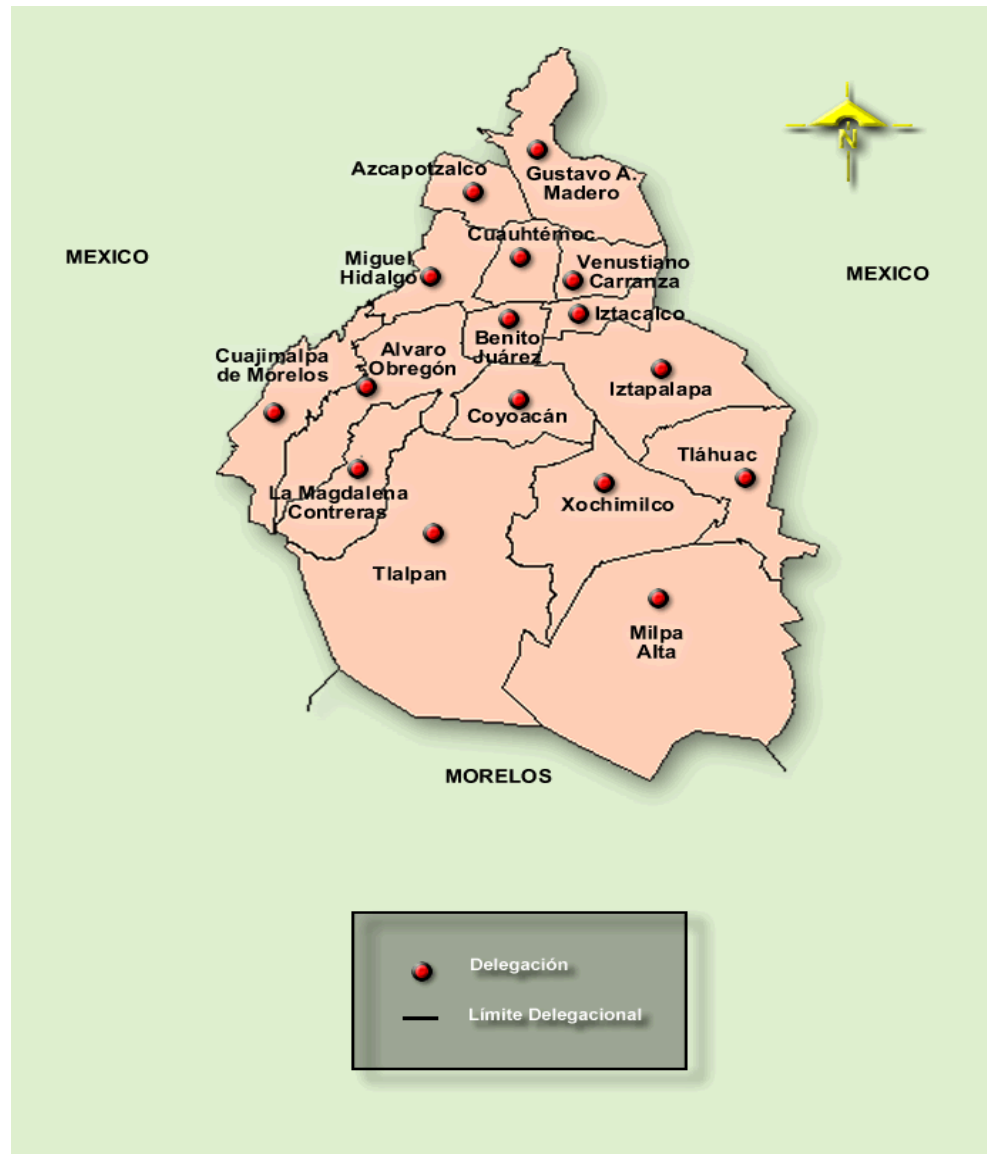 N
Azcapotzalco
Gustavo A.
Madero
Cuauhtémoc
MEXICO
Miguel
Hidalgo
Venustiano
Carranza
MEXICO
Iztacalco
Benito
Juárez
Cuajimalpa
de Morelos
Alvaro
Obregón
Iztapalapa
Coyoacán
Tláhuac
La Magdalena
Contreras
Xochimilco
Tlalpan
Milpa
Alta
MORELOS
Delegación
Límite Delegacional